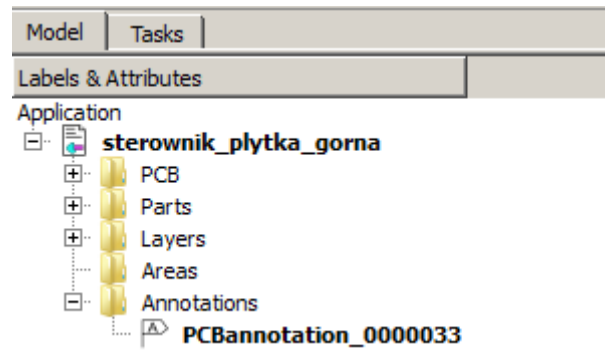 Model Tasks
Labels & Attributes
Application
sterownik_plytka_gorna
PCB
Parts
Layers
Areas
Annotations
A PCBannotation_0000033